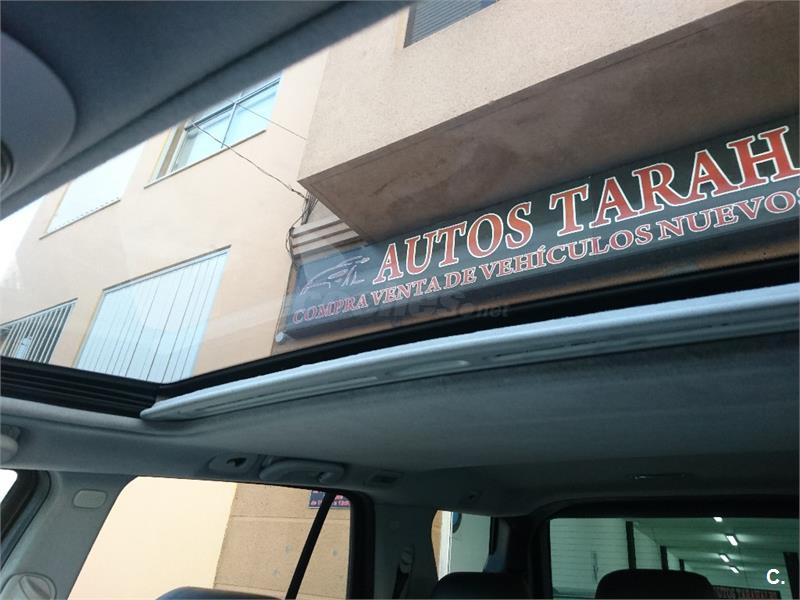 AUTOS TARAH
COMPRA VENTA DE VEHÍCULOS NUEVOS
C.